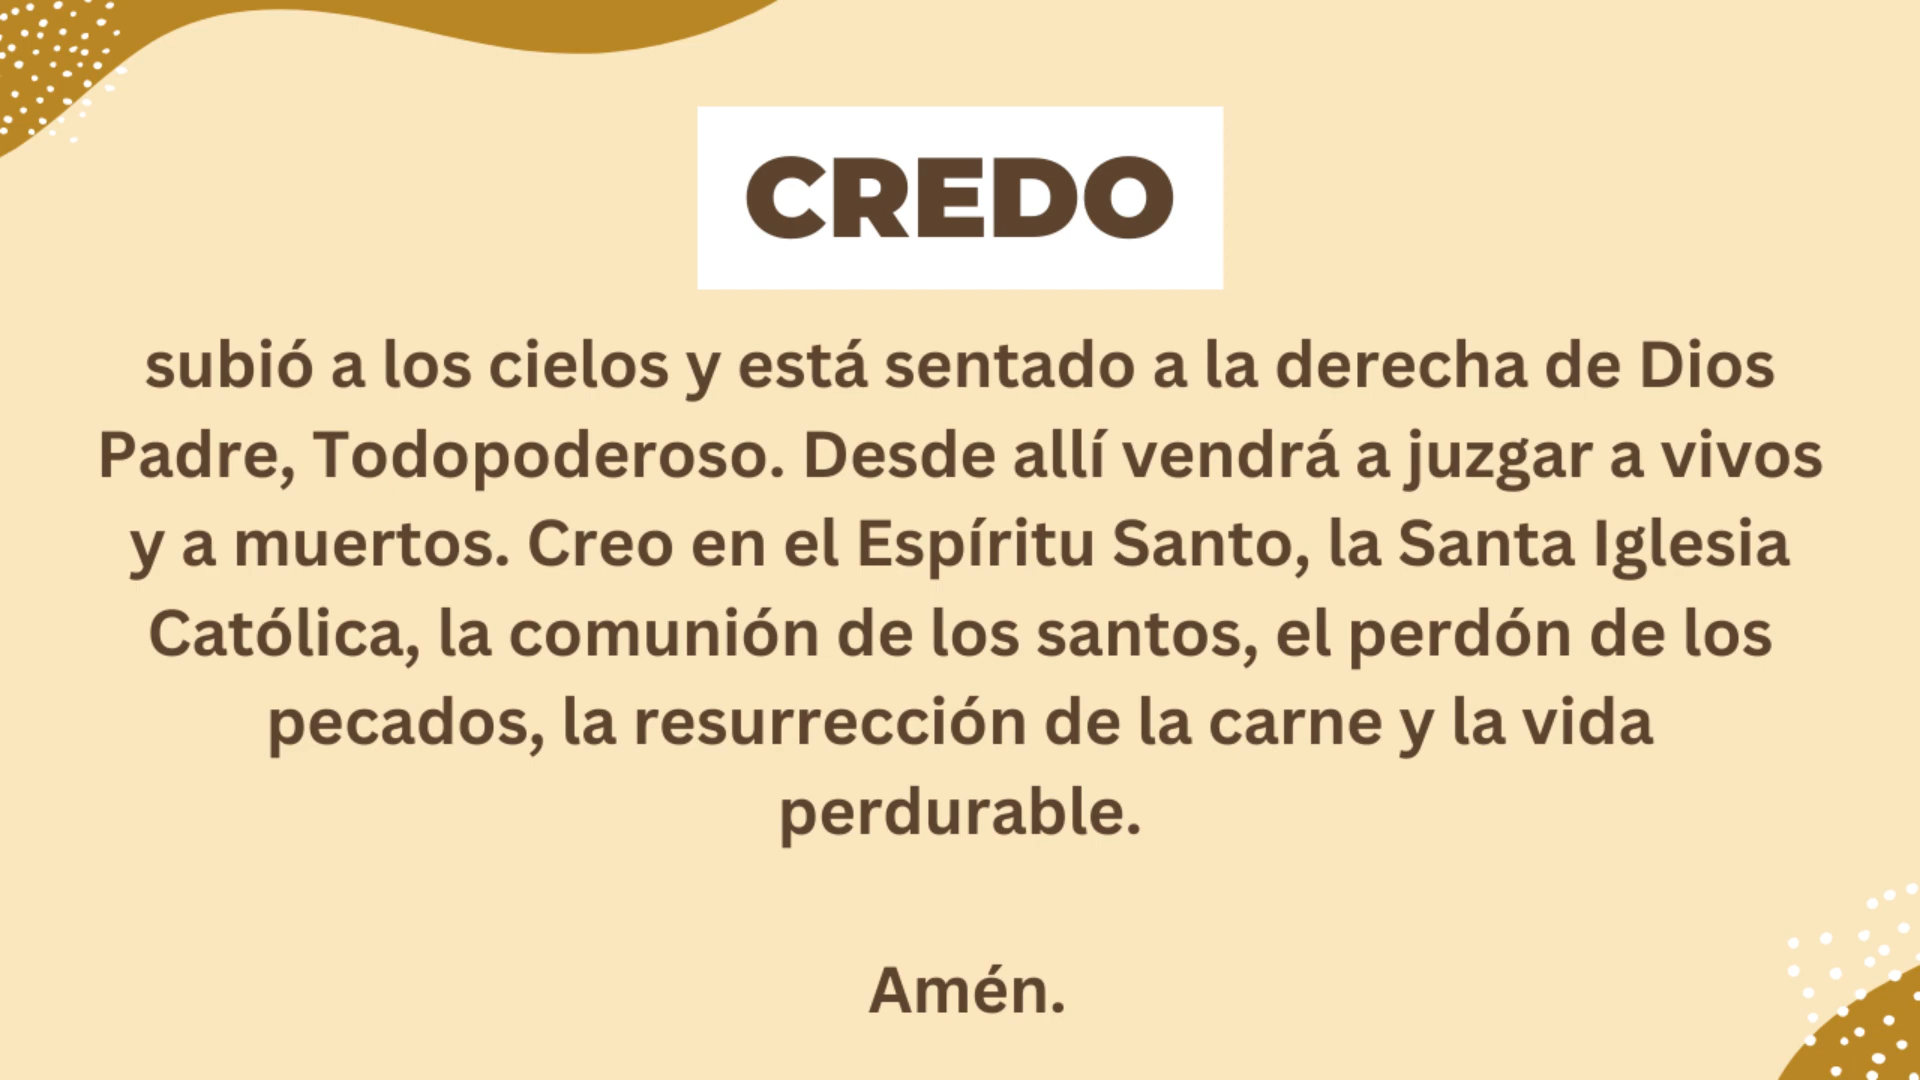 CREDO
subió a los cielos y está sentado a la derecha de Dios
Padre, Todopoderoso. Desde allí vendrá a juzgar a vivos
y a muertos. Creo en el Espíritu Santo, la Santa Iglesia
Católica, la comunión de los santos, el perdón de los
pecados, la resurrección de la carne y la vida
perdurable.
Amén.